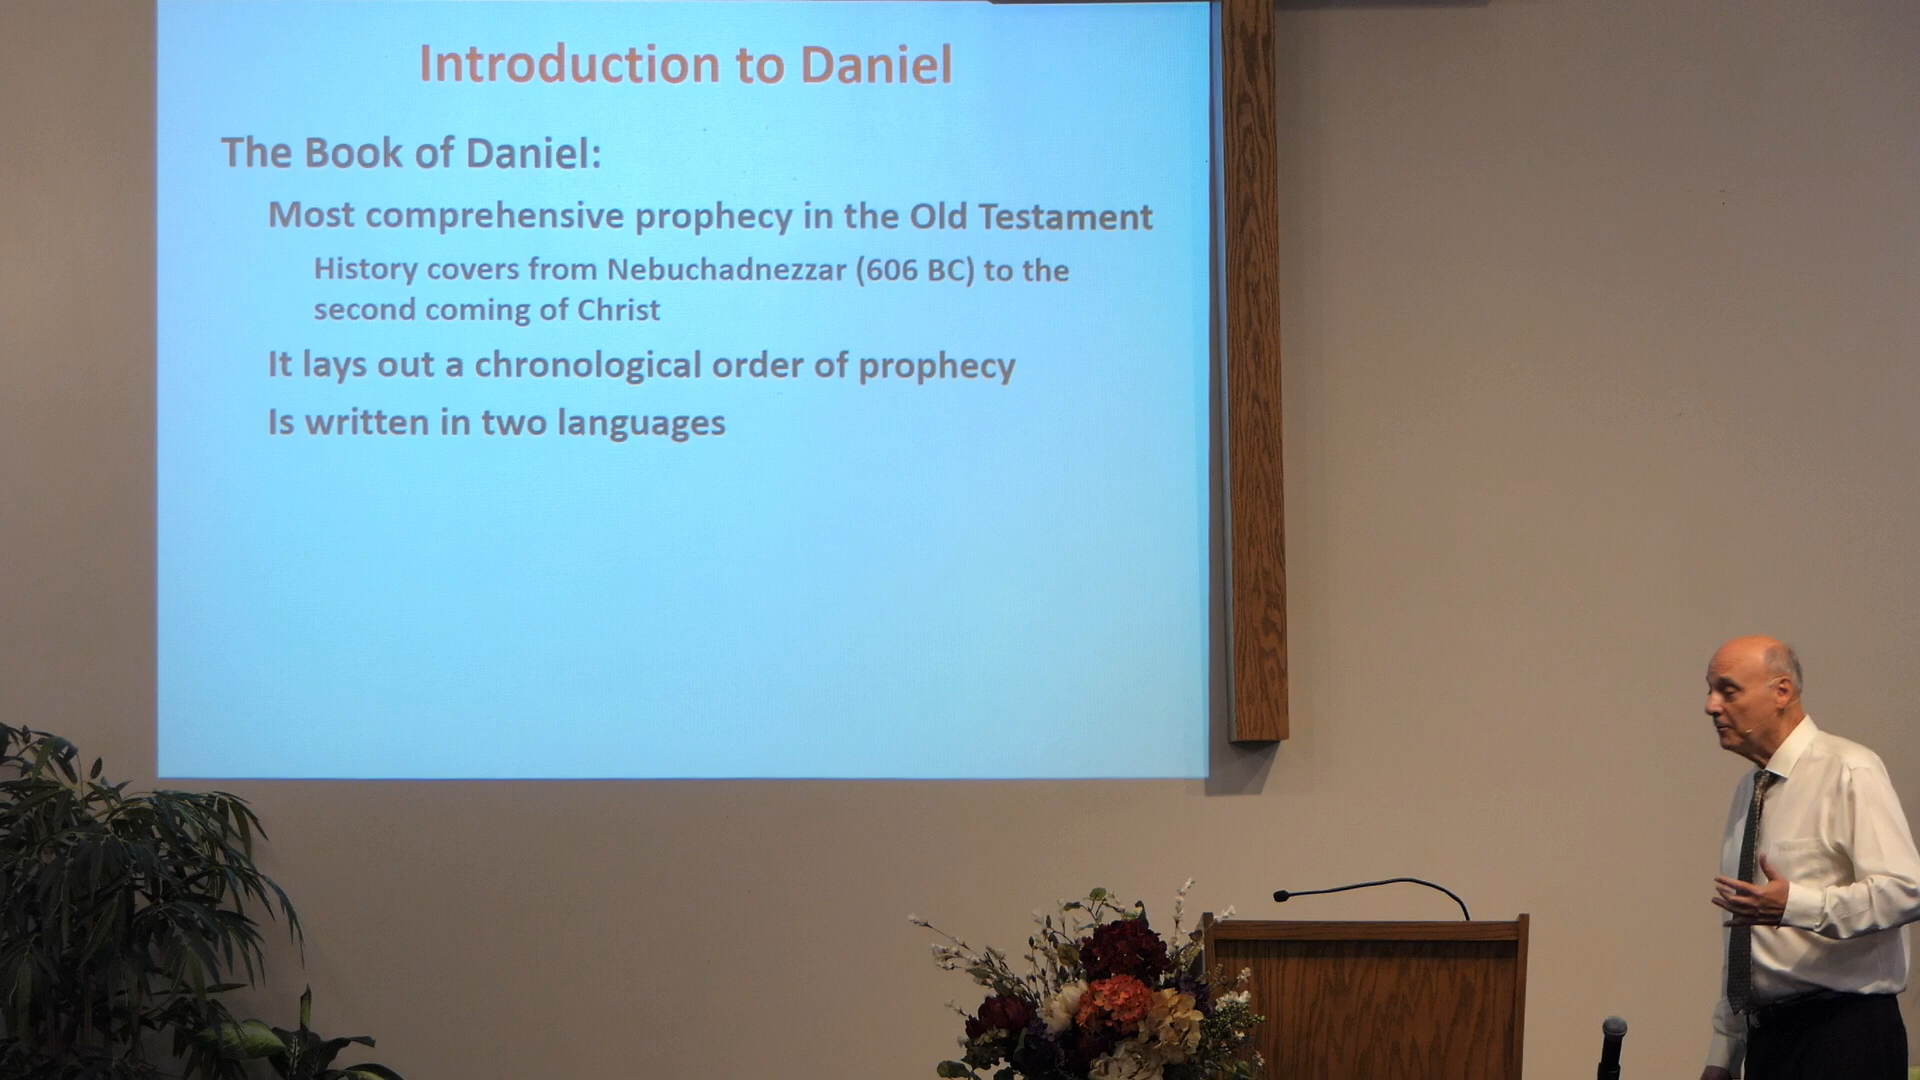 Introduction to Daniel
The Book of Daniel:
Most comprehensive prophecy in the Old Testament
History covers from Nebuchadnezzar (606 BC) to the
second coming of Christ
It lays out a chronological order of prophecy
Is written in two languages